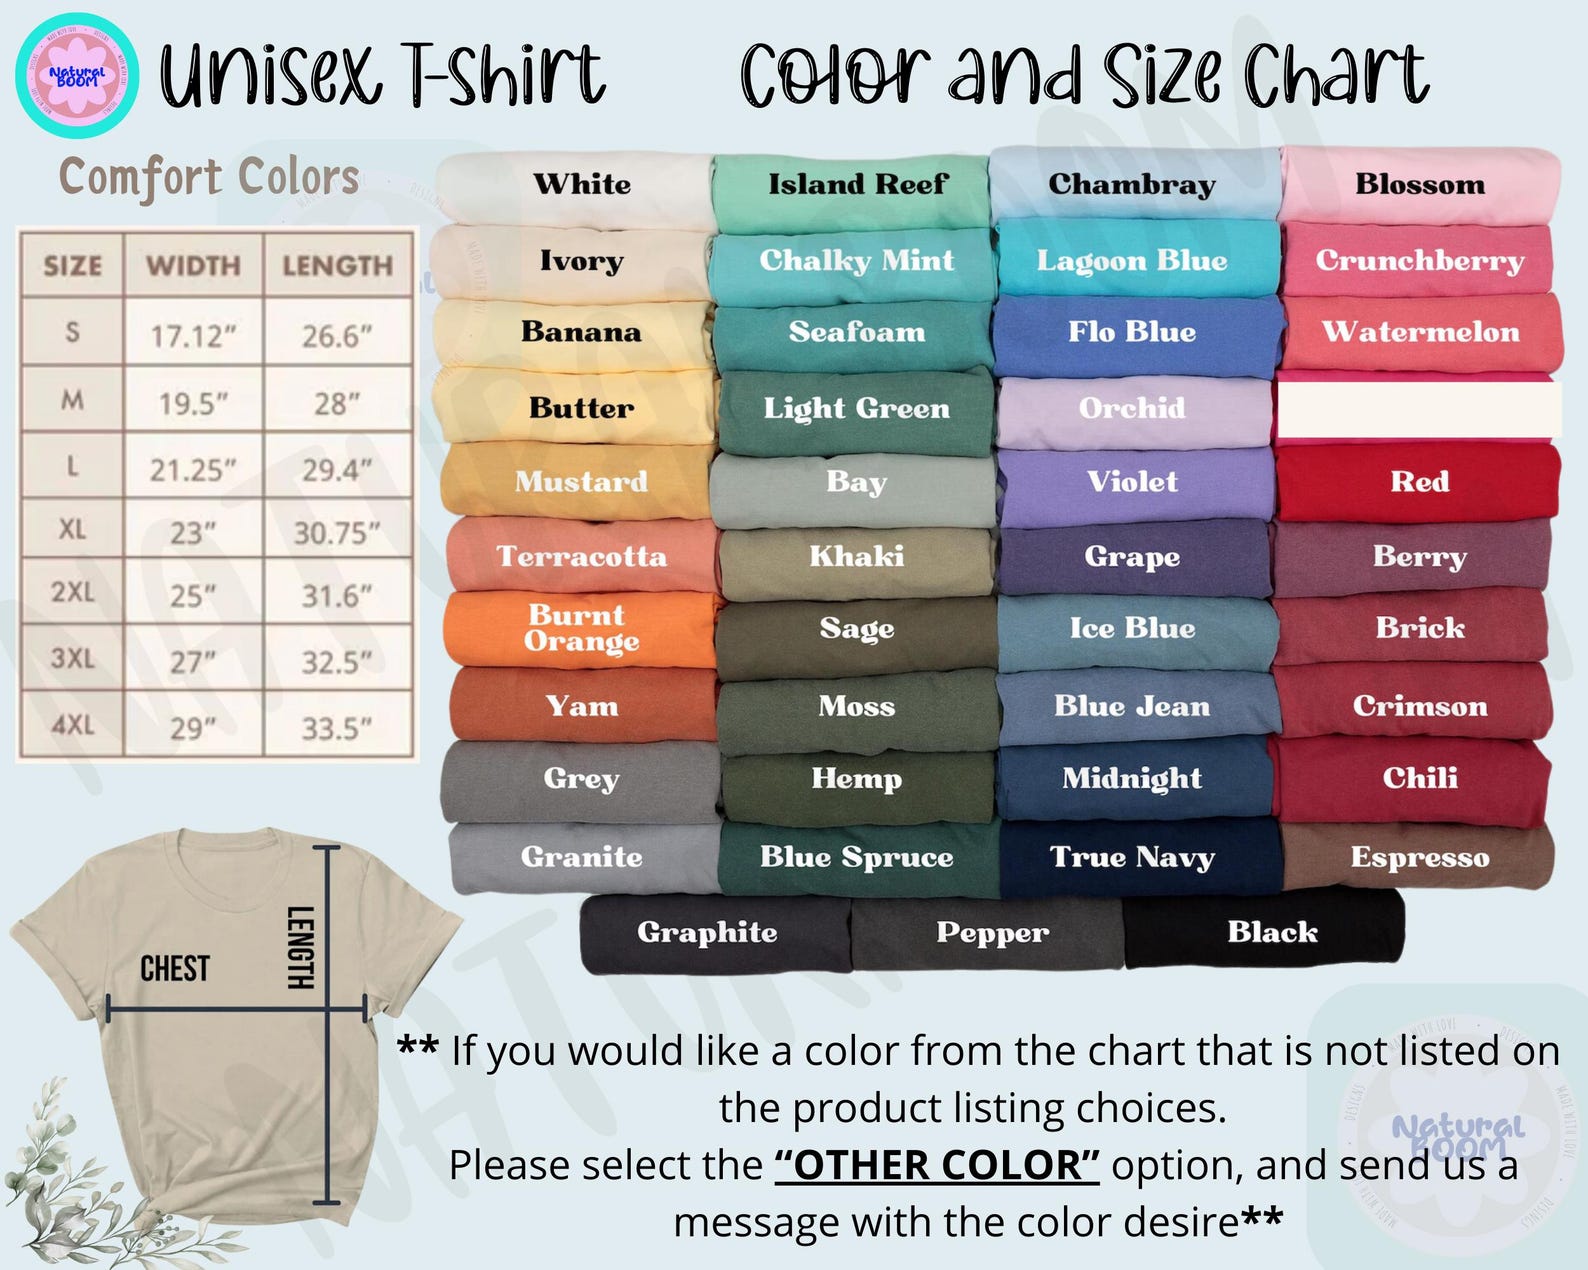 Natural
BOOM
Unisex T-shirt Color and Size Chart
Comfort Colors
SIZE WIDTH LENGTH
S 17.12” 26.6”
M 19.5” 28”
L 21.25” 29.4”
XL 23” 30.75”
2XL 25” 31.6”
3XL 27” 32.5”
4XL 29” 33.5”
White Island Reef Chambray Blossom
Ivory Chalky Mint Lagoon Blue Crunchberry
Banana Seafoam Flo Blue Watermelon
Butter Light Green Orchid
Mustard Bay Violet Red
Terracotta Khaki Grape Berry
Burnt
Orange Sage Ice Blue Brick
Yam Moss Blue Jean Crimson
Grey Hemp Midnight Chili
Granite Blue Spruce True Navy Espresso
Graphite Pepper Black
CHEST
LENGTH
** If you would like a color from the chart that is not listed on
the product listing choices.
Please select the “OTHER COLOR” option, and send us a
message with the color desire**
Natural
BOOM